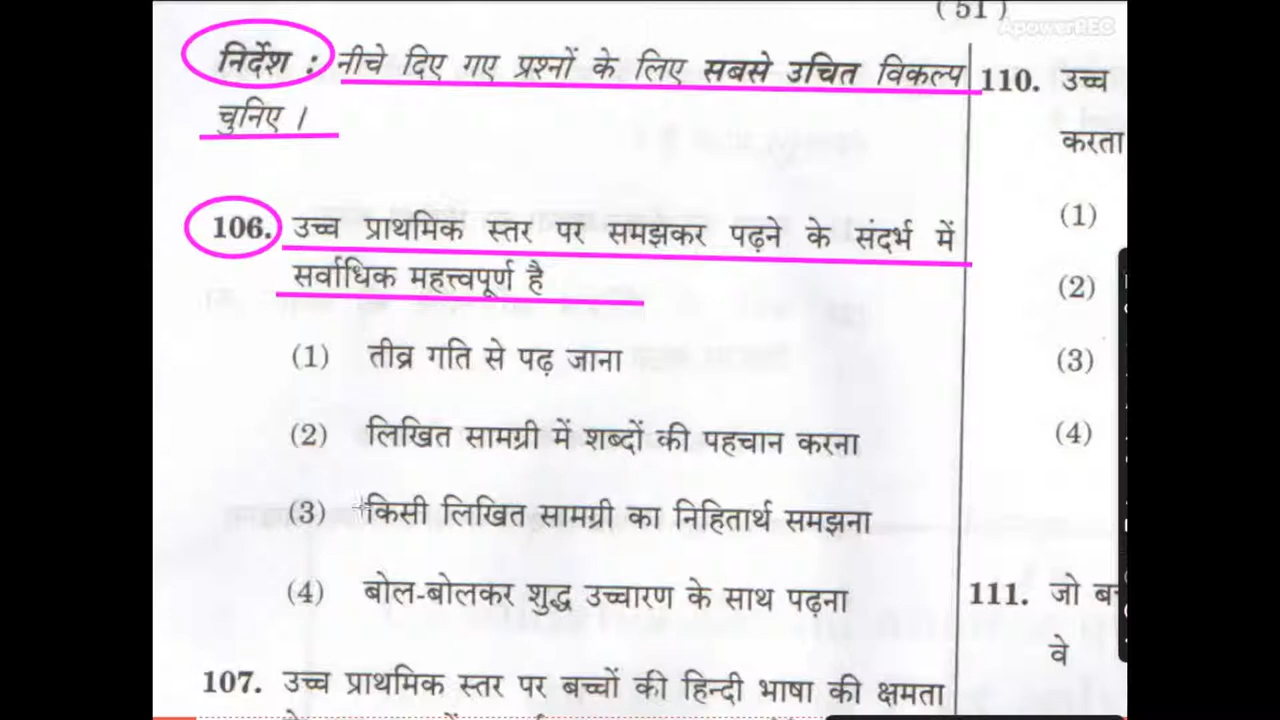 ( 51 )
ApowerREC
निर्देश : नीचे दिए गए प्रश्नों के लिए सबसे उचित विकल्प
चुनिए ।
106. उच्च प्राथमिक स्तर पर समझकर पढ़ने के संदर्भ में
सर्वाधिक महत्त्वपूर्ण है
(1) तीव्र गति से पढ़ जाना
(2) लिखित सामग्री में शब्दों की पहचान करना
(3) किसी लिखित सामग्री का निहितार्थ समझना
(4) बोल-बोलकर शुद्ध उच्चारण के साथ पढ़ना
107. उच्च प्राथमिक स्तर पर बच्चों की हिन्दी भाषा की क्षमता
110. उच्च
करता
(1)
(2)
(3)
(4)
111. जो
वे